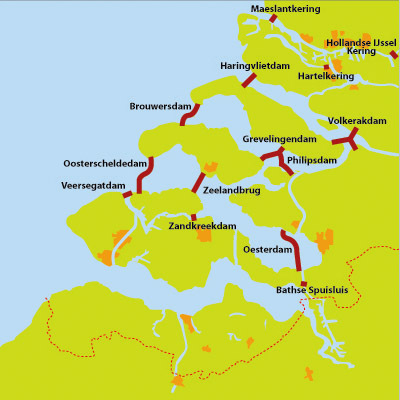 Maeslantkering
Hollandse IJssel
Kering
Haringvlietdam
Hartelkering
Brouwersdam
Volkerakdam
Grevelingendam
Oosterscheldedam
Philipsdam
Veersegatdam
Zeelandbrug
Zandkreekdam
Oesterdam
Bathse Spuisluis